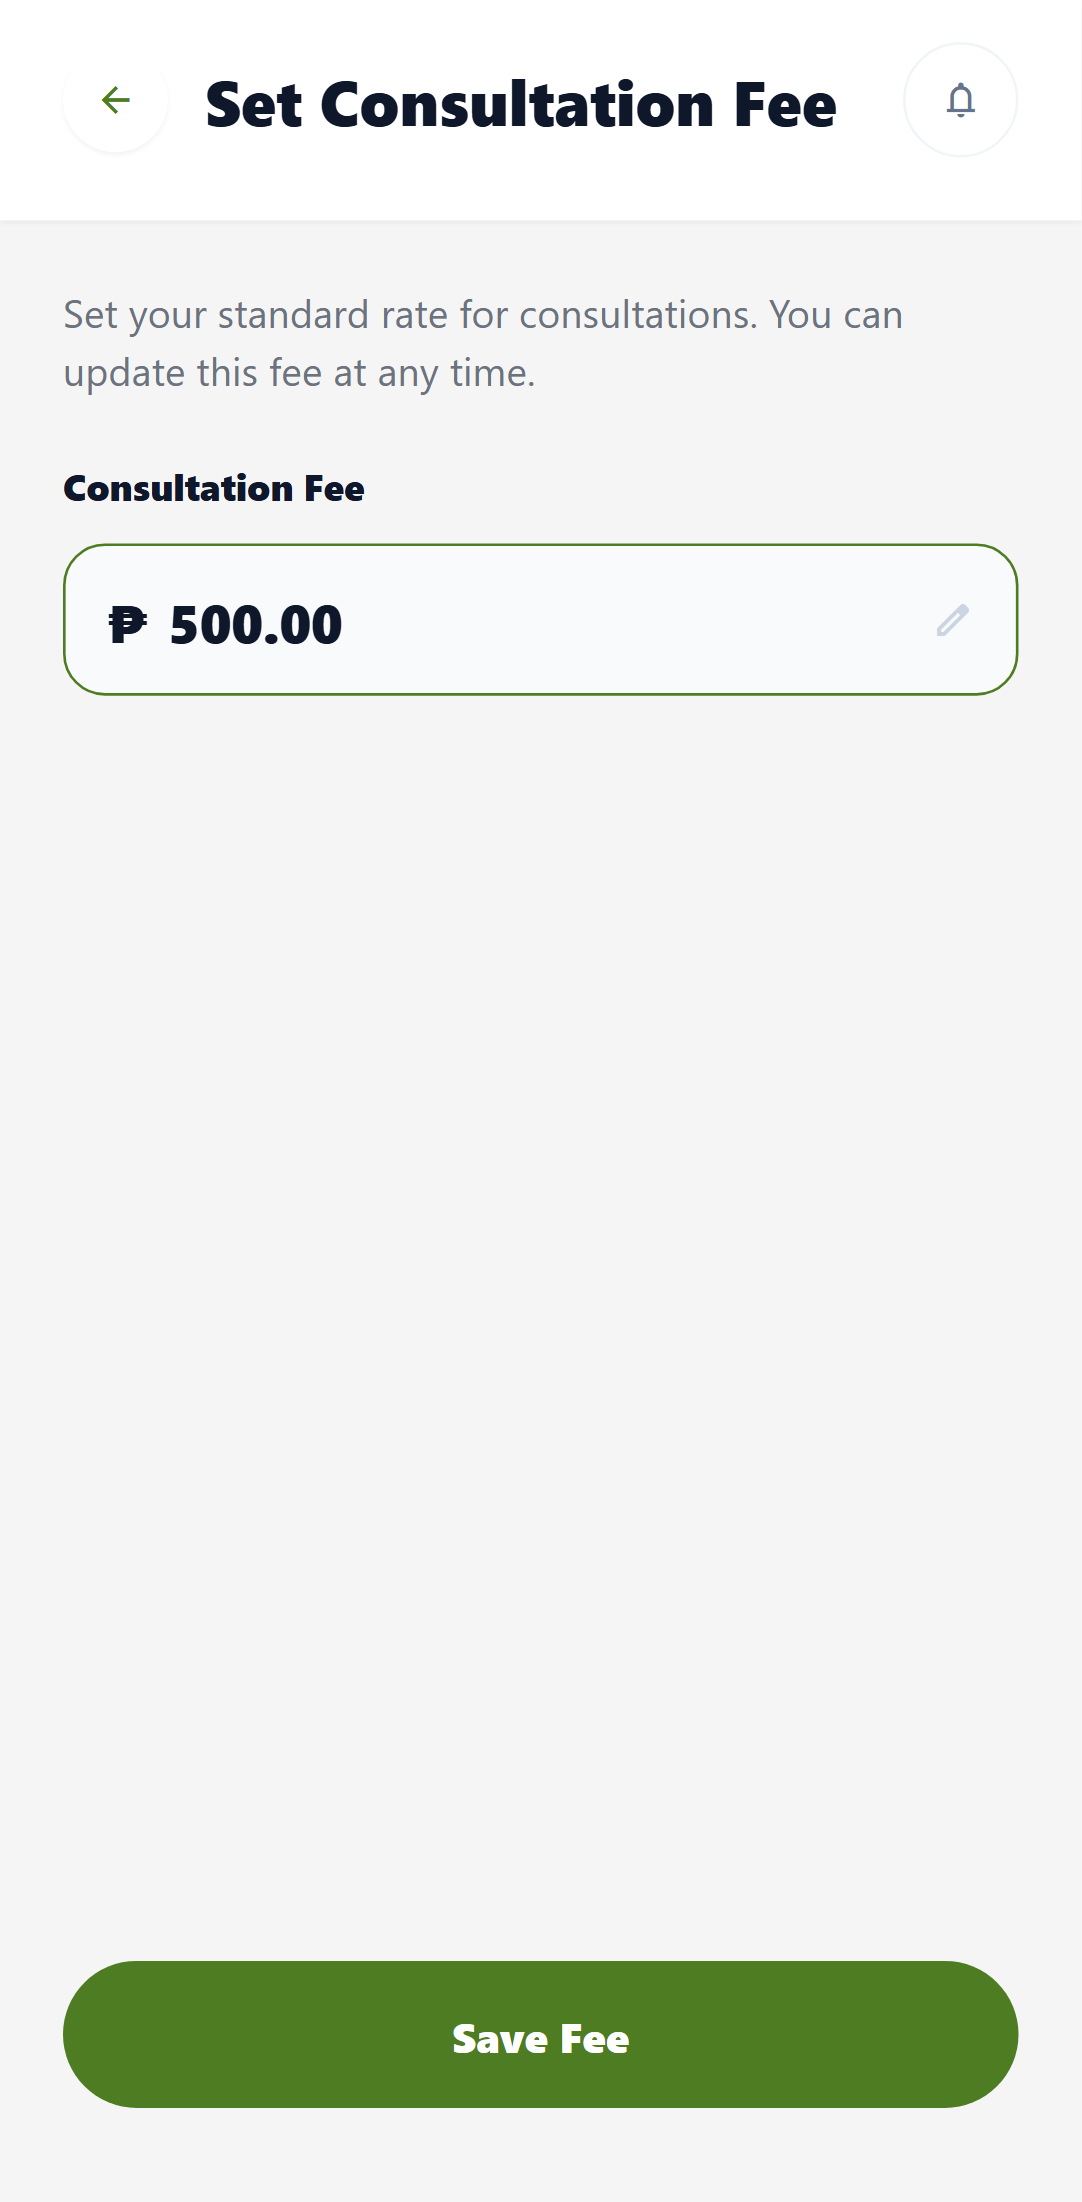 Set Consultation Fee
Set your standard rate for consultations. You can
update this fee at any time.
Consultation Fee
₱ 500.00
Save Fee